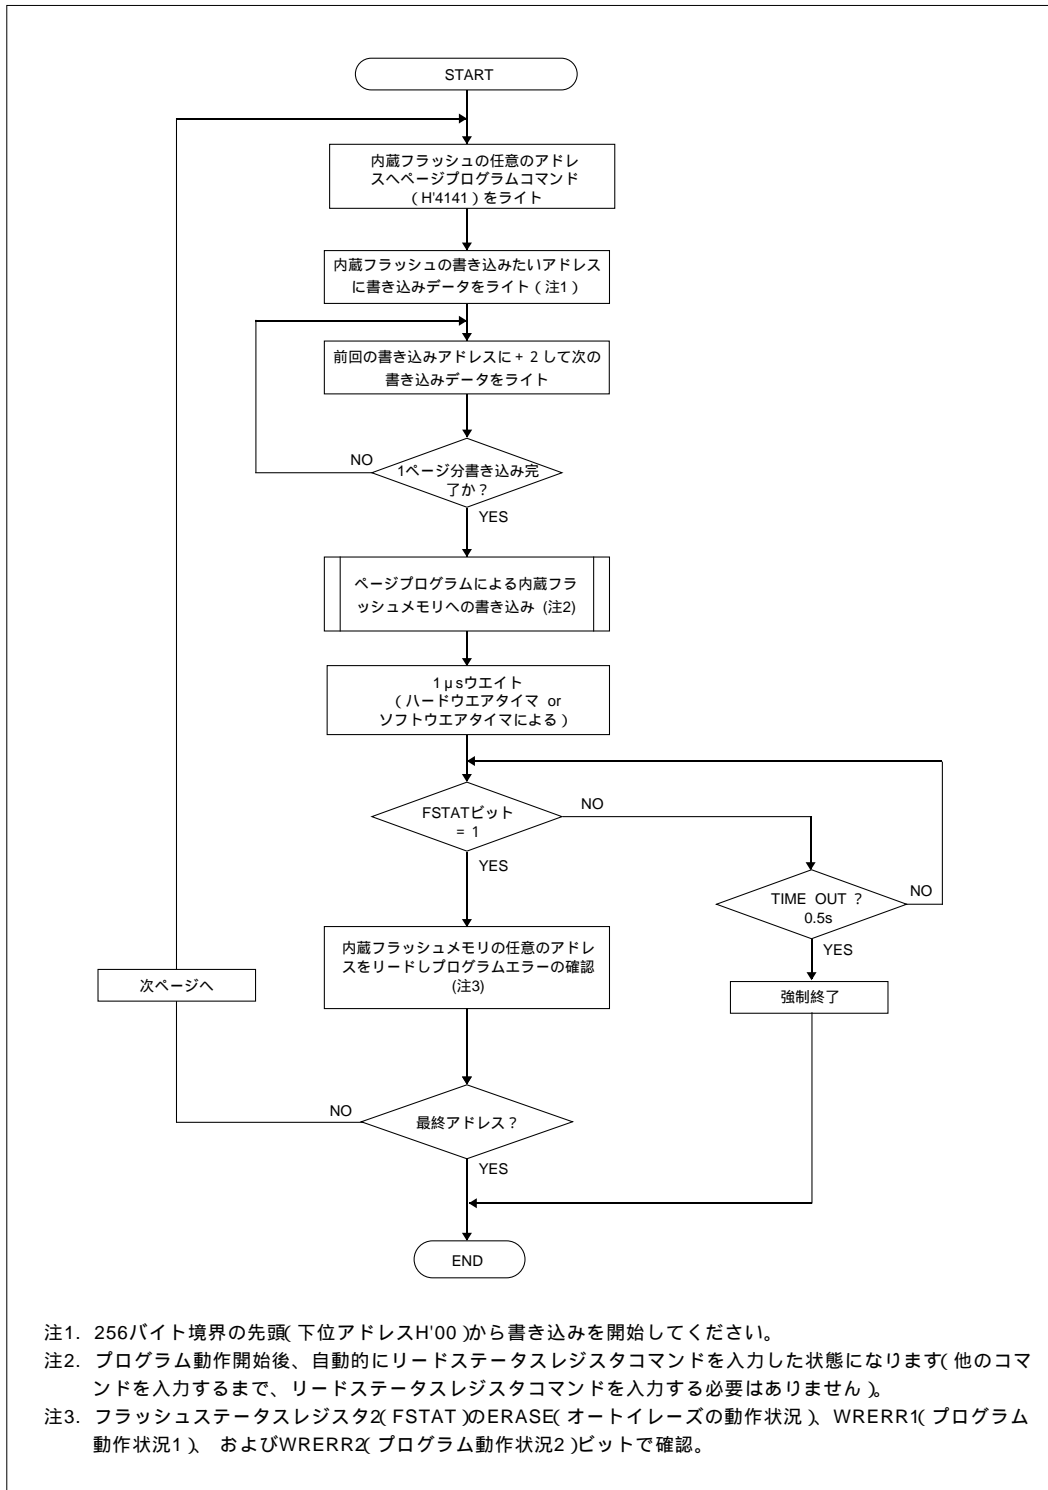 START
内蔵フラッシュの任意のアドレ
スへページプログラムコマンド
(H'4141)をライト
内蔵フラッシュの書き込みたいアドレス
に書き込みデータをライト(注1)
前回の書き込みアドレスに+2して次の
書き込みデータをライト
NO
1ページ分書き込み完
了か?
YES
ページプログラムによる内蔵フラ
ッシュメモリへの書き込み (注2)
1μsウエイト
(ハードウエアタイマ or
ソフトウエアタイマによる)
FSTATビット
= 1
NO
YES
TIME OUT ?
0.5s
NO
YES
内蔵フラッシュメモリの任意のアドレ
スをリードしプログラムエラーの確認
(注3)
次ページへ
強制終了
NO
最終アドレス?
YES
END
注1. 256バイト境界の先頭(下位アドレスH'00)から書き込みを開始してください。
注2. プログラム動作開始後、自動的にリードステータスレジスタコマンドを入力した状態になります(他のコマ
ンドを入力するまで、リードステータスレジスタコマンドを入力する必要はありません)。
注3. フラッシュステータスレジスタ2(FSTAT)のERASE(オートイレーズの動作状況)、WRERR1(プログラム
動作状況1)、およびWRERR2(プログラム動作状況2)ビットで確認。